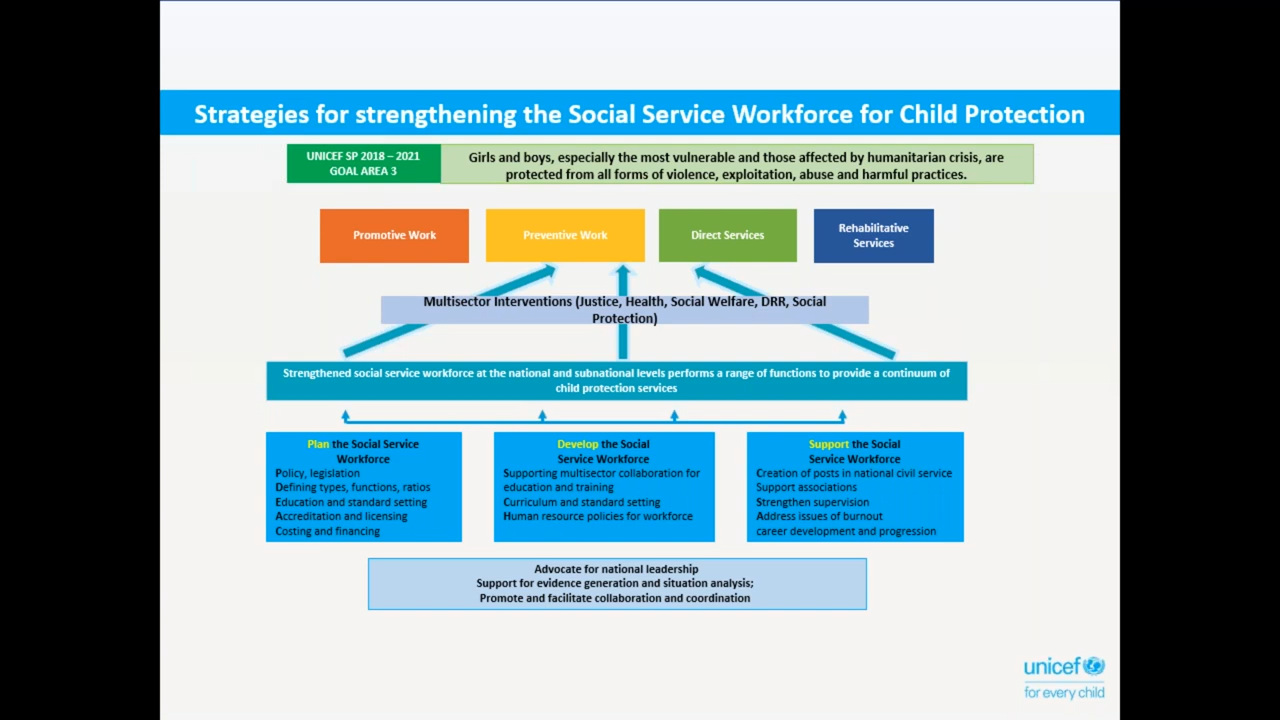 Strategies for strengthening the Social Service Workforce for Child Protection
UNICEF SP 2018 – 2021
GOAL AREA 3
Girls and boys, especially the most vulnerable and those affected by humanitarian crisis, are
protected from all forms of violence, exploitation, abuse and harmful practices.
Promotive Work
Preventive Work
Direct Services
Rehabilitative
Services
Multisector Interventions (Justice, Health, Social Welfare, DRR, Social
Protection)
Strengthened social service workforce at the national and subnational levels performs a range of functions to provide a continuum of
child protection services
Plan the Social Service
Workforce
Policy, legislation
Defining types, functions, ratios
Education and standard setting
Accreditation and licensing
Costing and financing
Develop the Social
Service Workforce
Supporting multisector collaboration for
education and training
Curriculum and standard setting
Human resource policies for workforce
Support the Social
Service Workforce
Creation of posts in national civil service
Support associations
Strengthen supervision
Address issues of burnout
career development and progression
Advocate for national leadership
Support for evidence generation and situation analysis;
Promote and facilitate collaboration and coordination
unicef
for every child